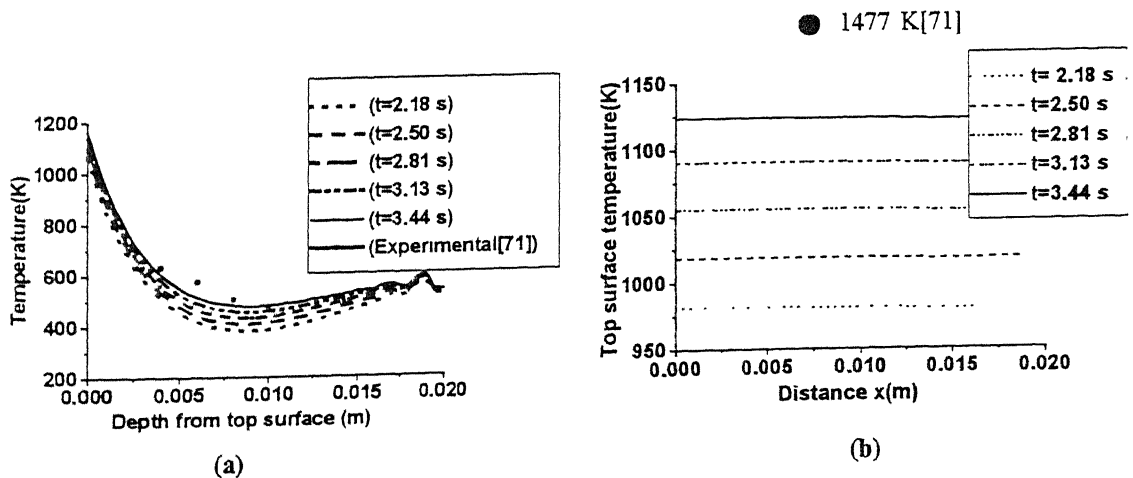 1477 K[71]
(t=2.18 s)
(t=2.50 s)
(t=2.81 s)
(t=3.13 s)
(t=3.44 s)
(Experimental[71])
1200
1000
800
600
400
200
Temperature(K)
0.000
0.005
0.010
0.015
0.020
Depth from top surface (m)
(a)
t= 2.18 s
t=2.50 s
t=2.81 s
t=3.13 s
t=3.44 s
1150
1100
1050
1000
950
Top surface temperature(K)
0.000
0.005
0.010
0.015
0.020
Distance x(m)
(b)